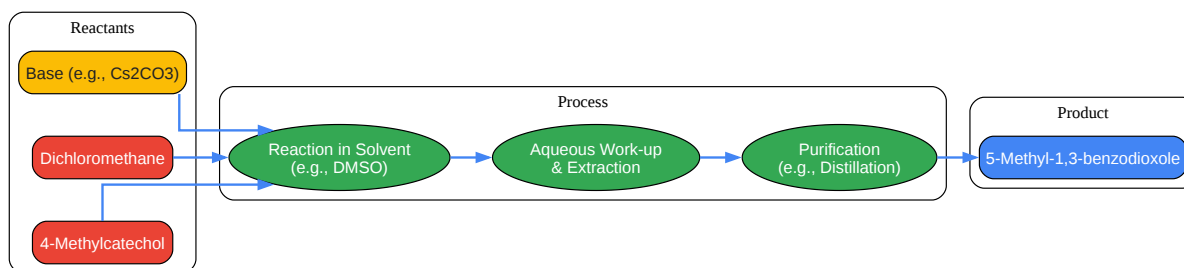 Reactants
Base (e.g., Cs2CO3)
Dichloromethane
4-Methylcatechol
Process
Reaction in Solvent
(e.g., DMSO)
Aqueous Work-up
& Extraction
Purification
(e.g., Distillation)
Product
5-Methyl-1,3-benzodioxole